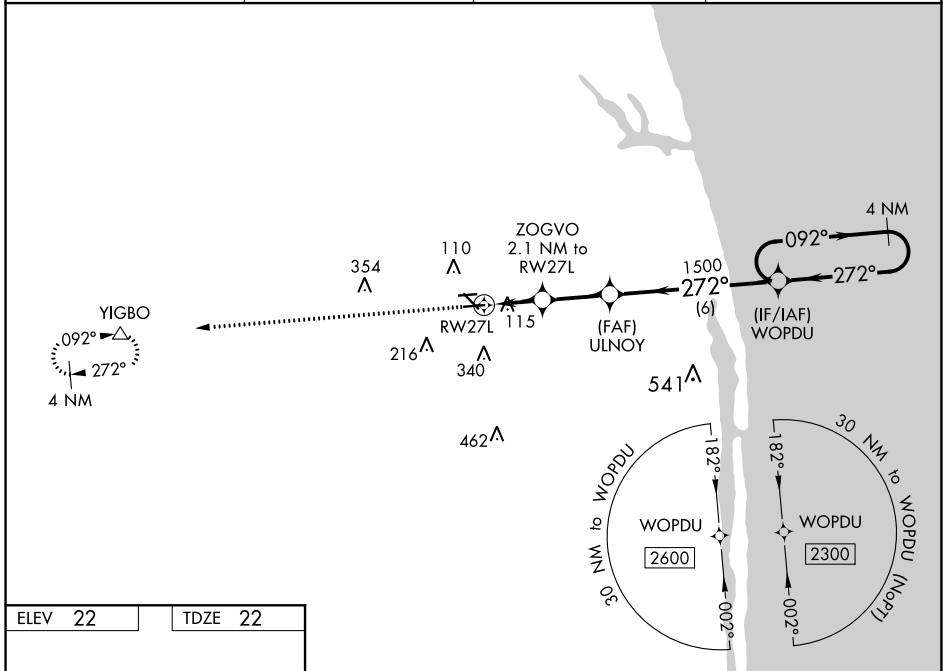 4 NM
092°
272°
ZOGVO
2.1 NM to
RW27L
110
354
1500
272°
(6)
(IF/IAF)
WOPDU
YIGBO
092°
272°
4 NM
RW27L
115
(FAF)
ULNOY
216
340
541
462
30 NM to WOPDU
182°
WOPDU
2600
002°
30 NM to WOPDU (NoPT)
182°
WOPDU
2300
002°
ELEV 22
TDZE 22